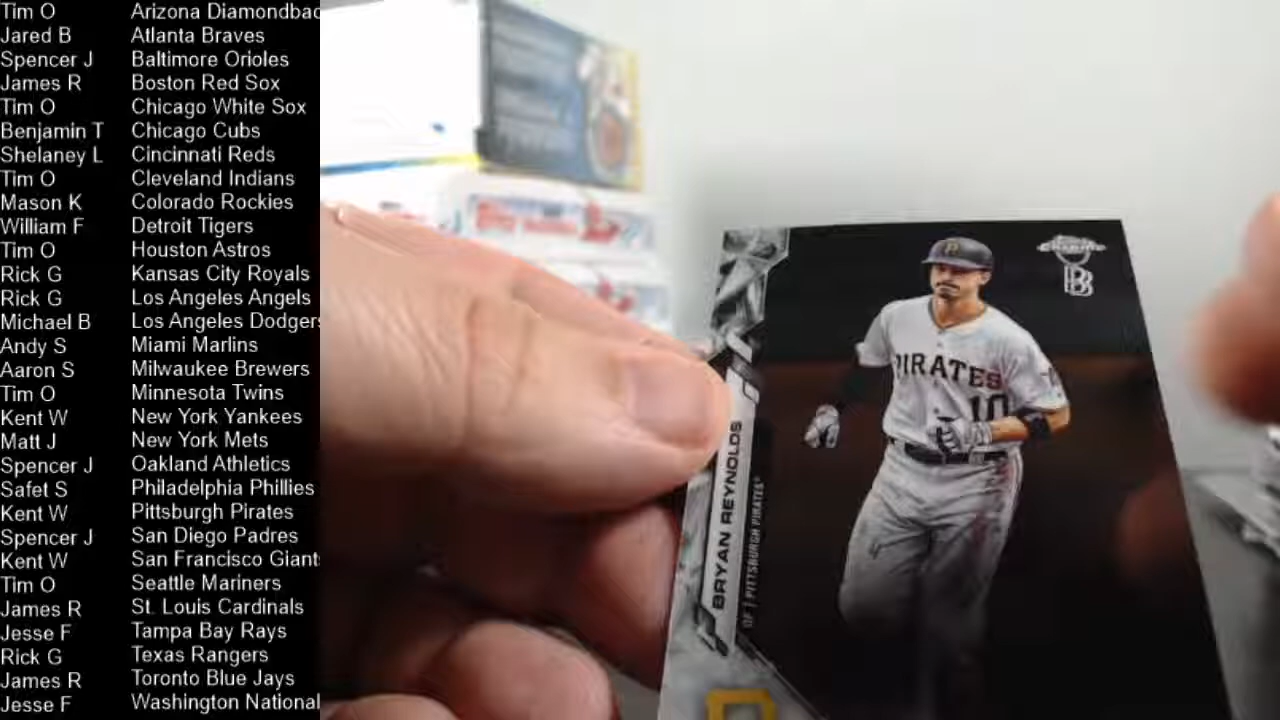 Tim O Arizona Diamondbac
Jared B Atlanta Braves
Spencer J Baltimore Orioles
James R Boston Red Sox
Tim O Chicago White Sox
Benjamin T Chicago Cubs
Shelaney L Cincinnati Reds
Tim O Cleveland Indians
Mason K Colorado Rockies
William F Detroit Tigers
Tim O Houston Astros
Rick G Kansas City Royals
Rick G Los Angeles Angels
Michael B Los Angeles Dodgers
Andy S Miami Marlins
Aaron S Milwaukee Brewers
Tim O Minnesota Twins
Kent W New York Yankees
Matt J New York Mets
Spencer J Oakland Athletics
Safet S Philadelphia Phillies
Kent W Pittsburgh Pirates
Spencer J San Diego Padres
Kent W San Francisco Giants
Tim O Seattle Mariners
James R St. Louis Cardinals
Jesse F Tampa Bay Rays
Rick G Texas Rangers
James R Toronto Blue Jays
Jesse F Washington National
PIRATES
10
BRYAN REYNOLDS
OF | PITTSBURGH PIRATES®
P